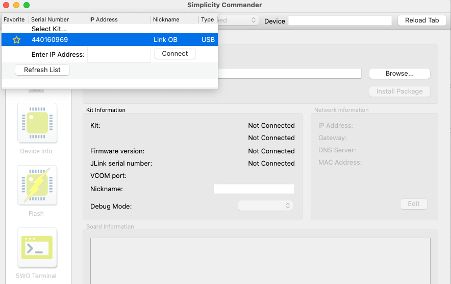 Simplicity Commander
Favorite Serial Number IP Address Nickname Type
Select Kit...
440160969 Link OB USB
Enter IP Address: Connect
Refresh List
Device Reload Tab
Browse...
Install Package
Kit Information Network Information
Kit: Not Connected IP Address:
Not Connected Gateway:
Firmware version: Not Connected DNS Server:
JLink serial number: Not Connected MAC Address:
VCOM port:
Nickname:
Debug Mode: Edit
Board Information
Device Info
Flash
SWO Terminal